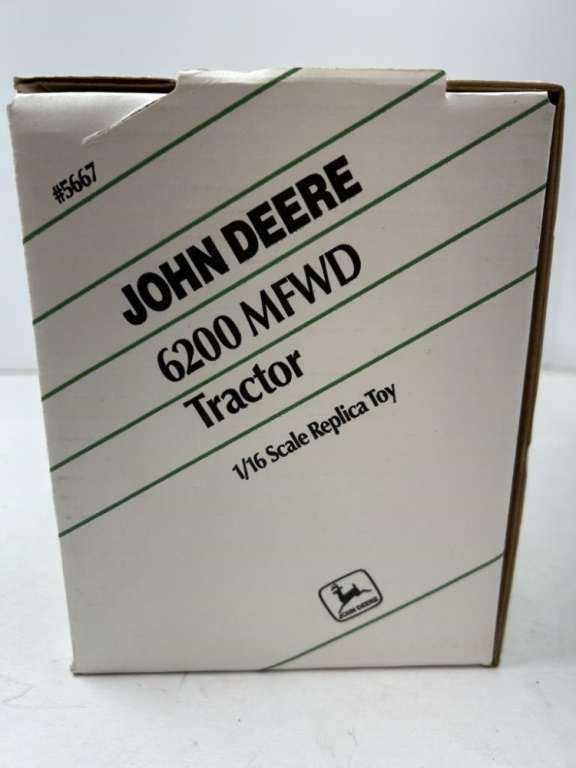 #5667
JOHN DEERE
6200 MFWD
Tractor
1/16 Scale Replica Toy
JOHN DEERE